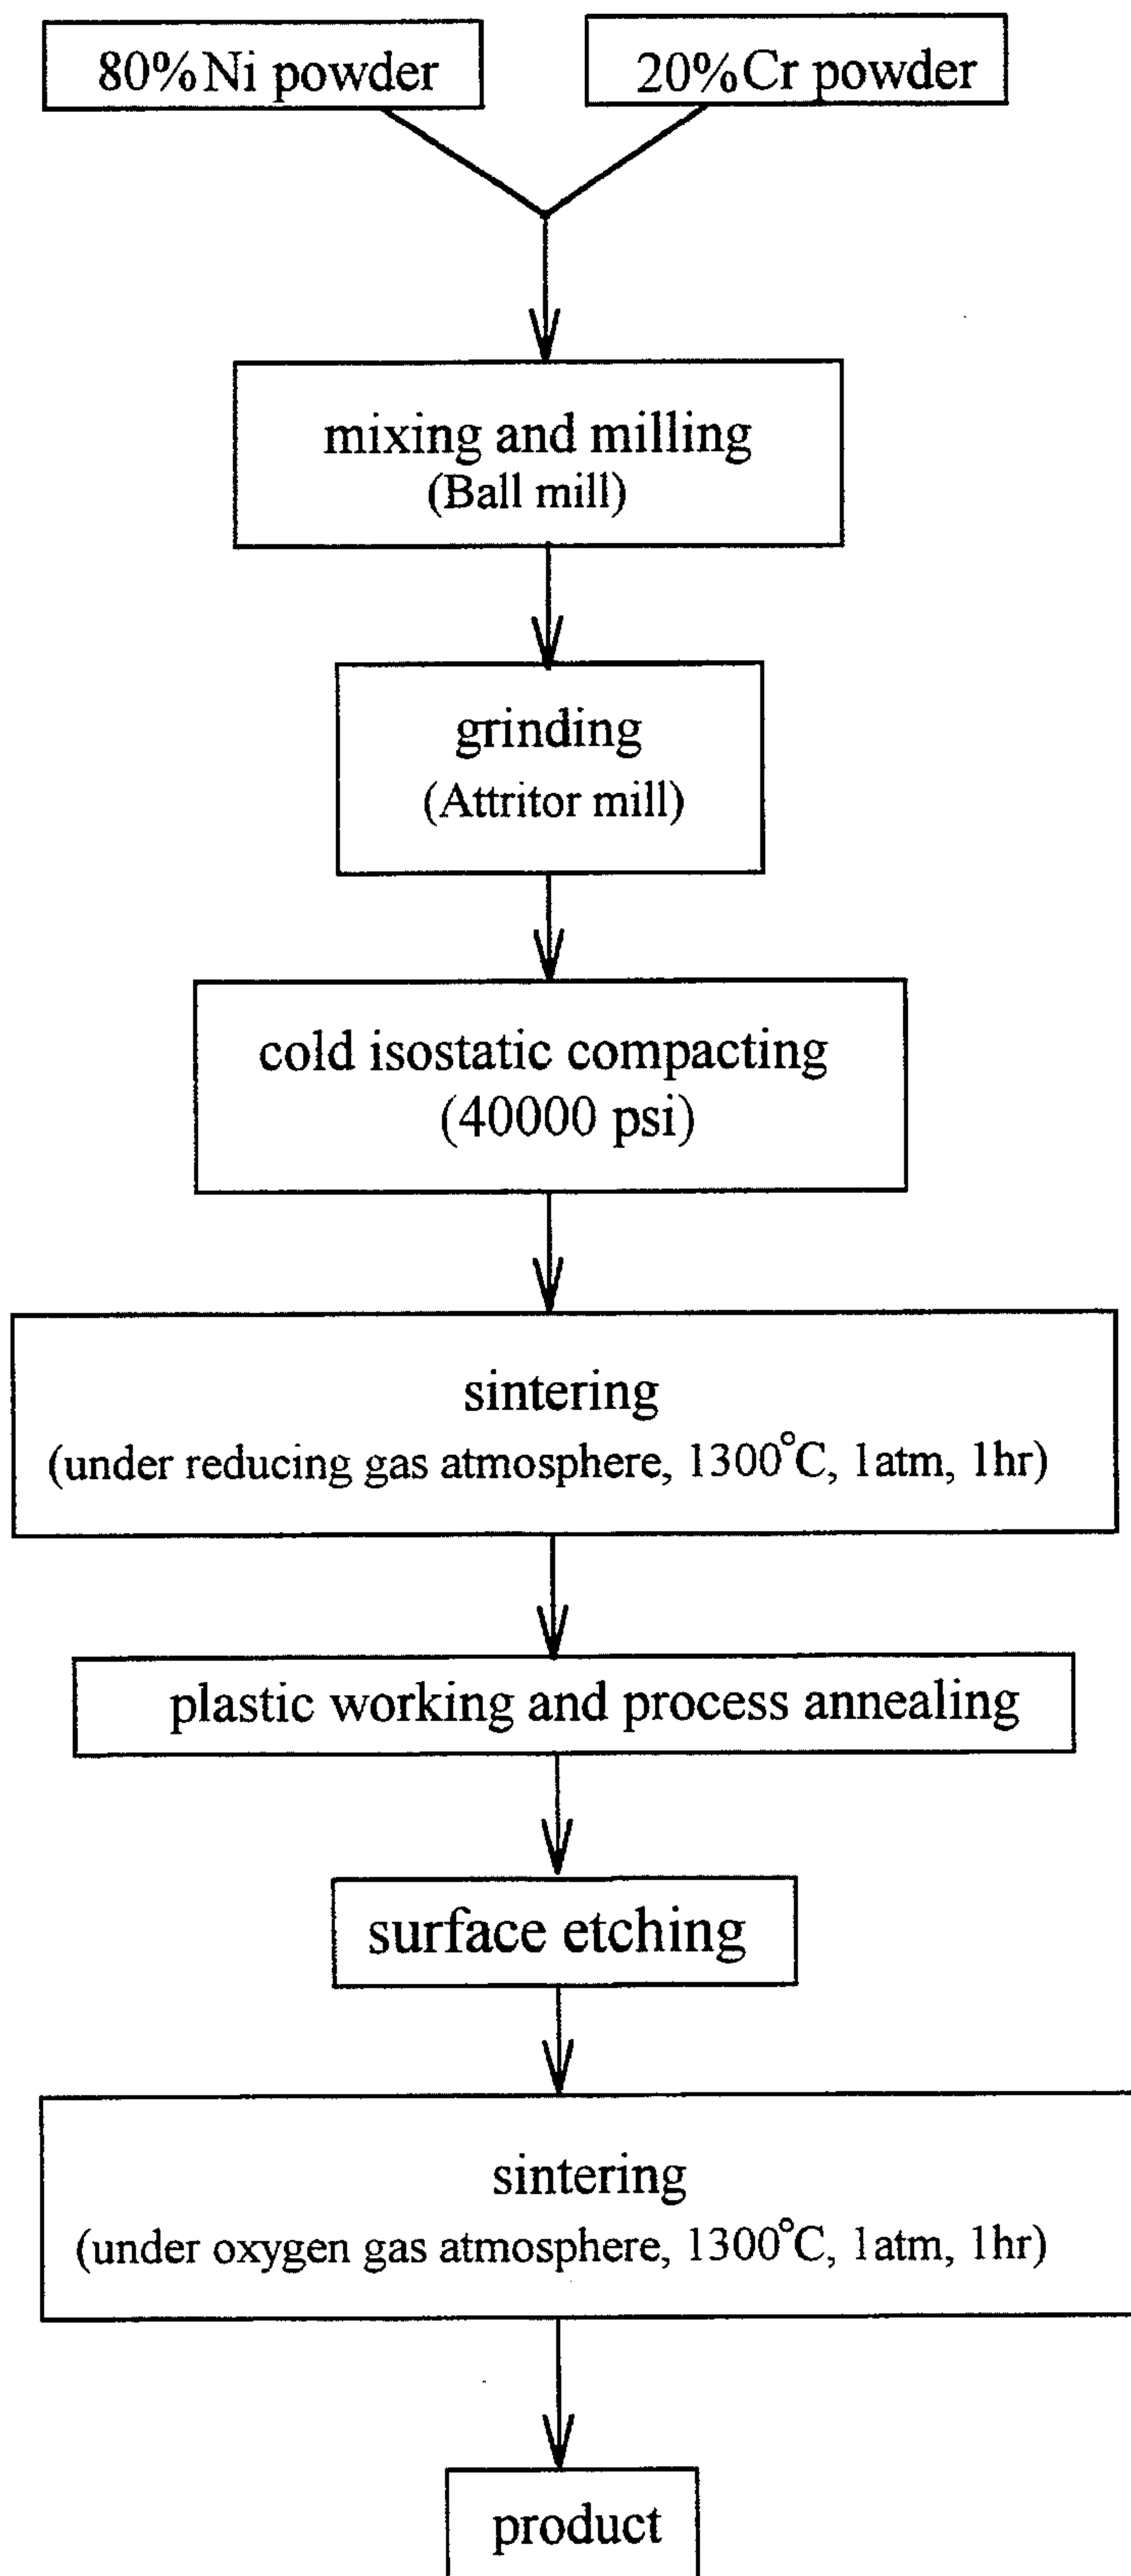 80%Ni powder
20%Cr powder
mixing and milling
(Ball mill)
grinding
(Attritor mill)
cold isostatic compacting
(40000 psi)
sintering
(under reducing gas atmosphere, 1300°C, 1atm, 1hr)
plastic working and process annealing
surface etching
sintering
(under oxygen gas atmosphere, 1300°C, 1atm, 1hr)
product